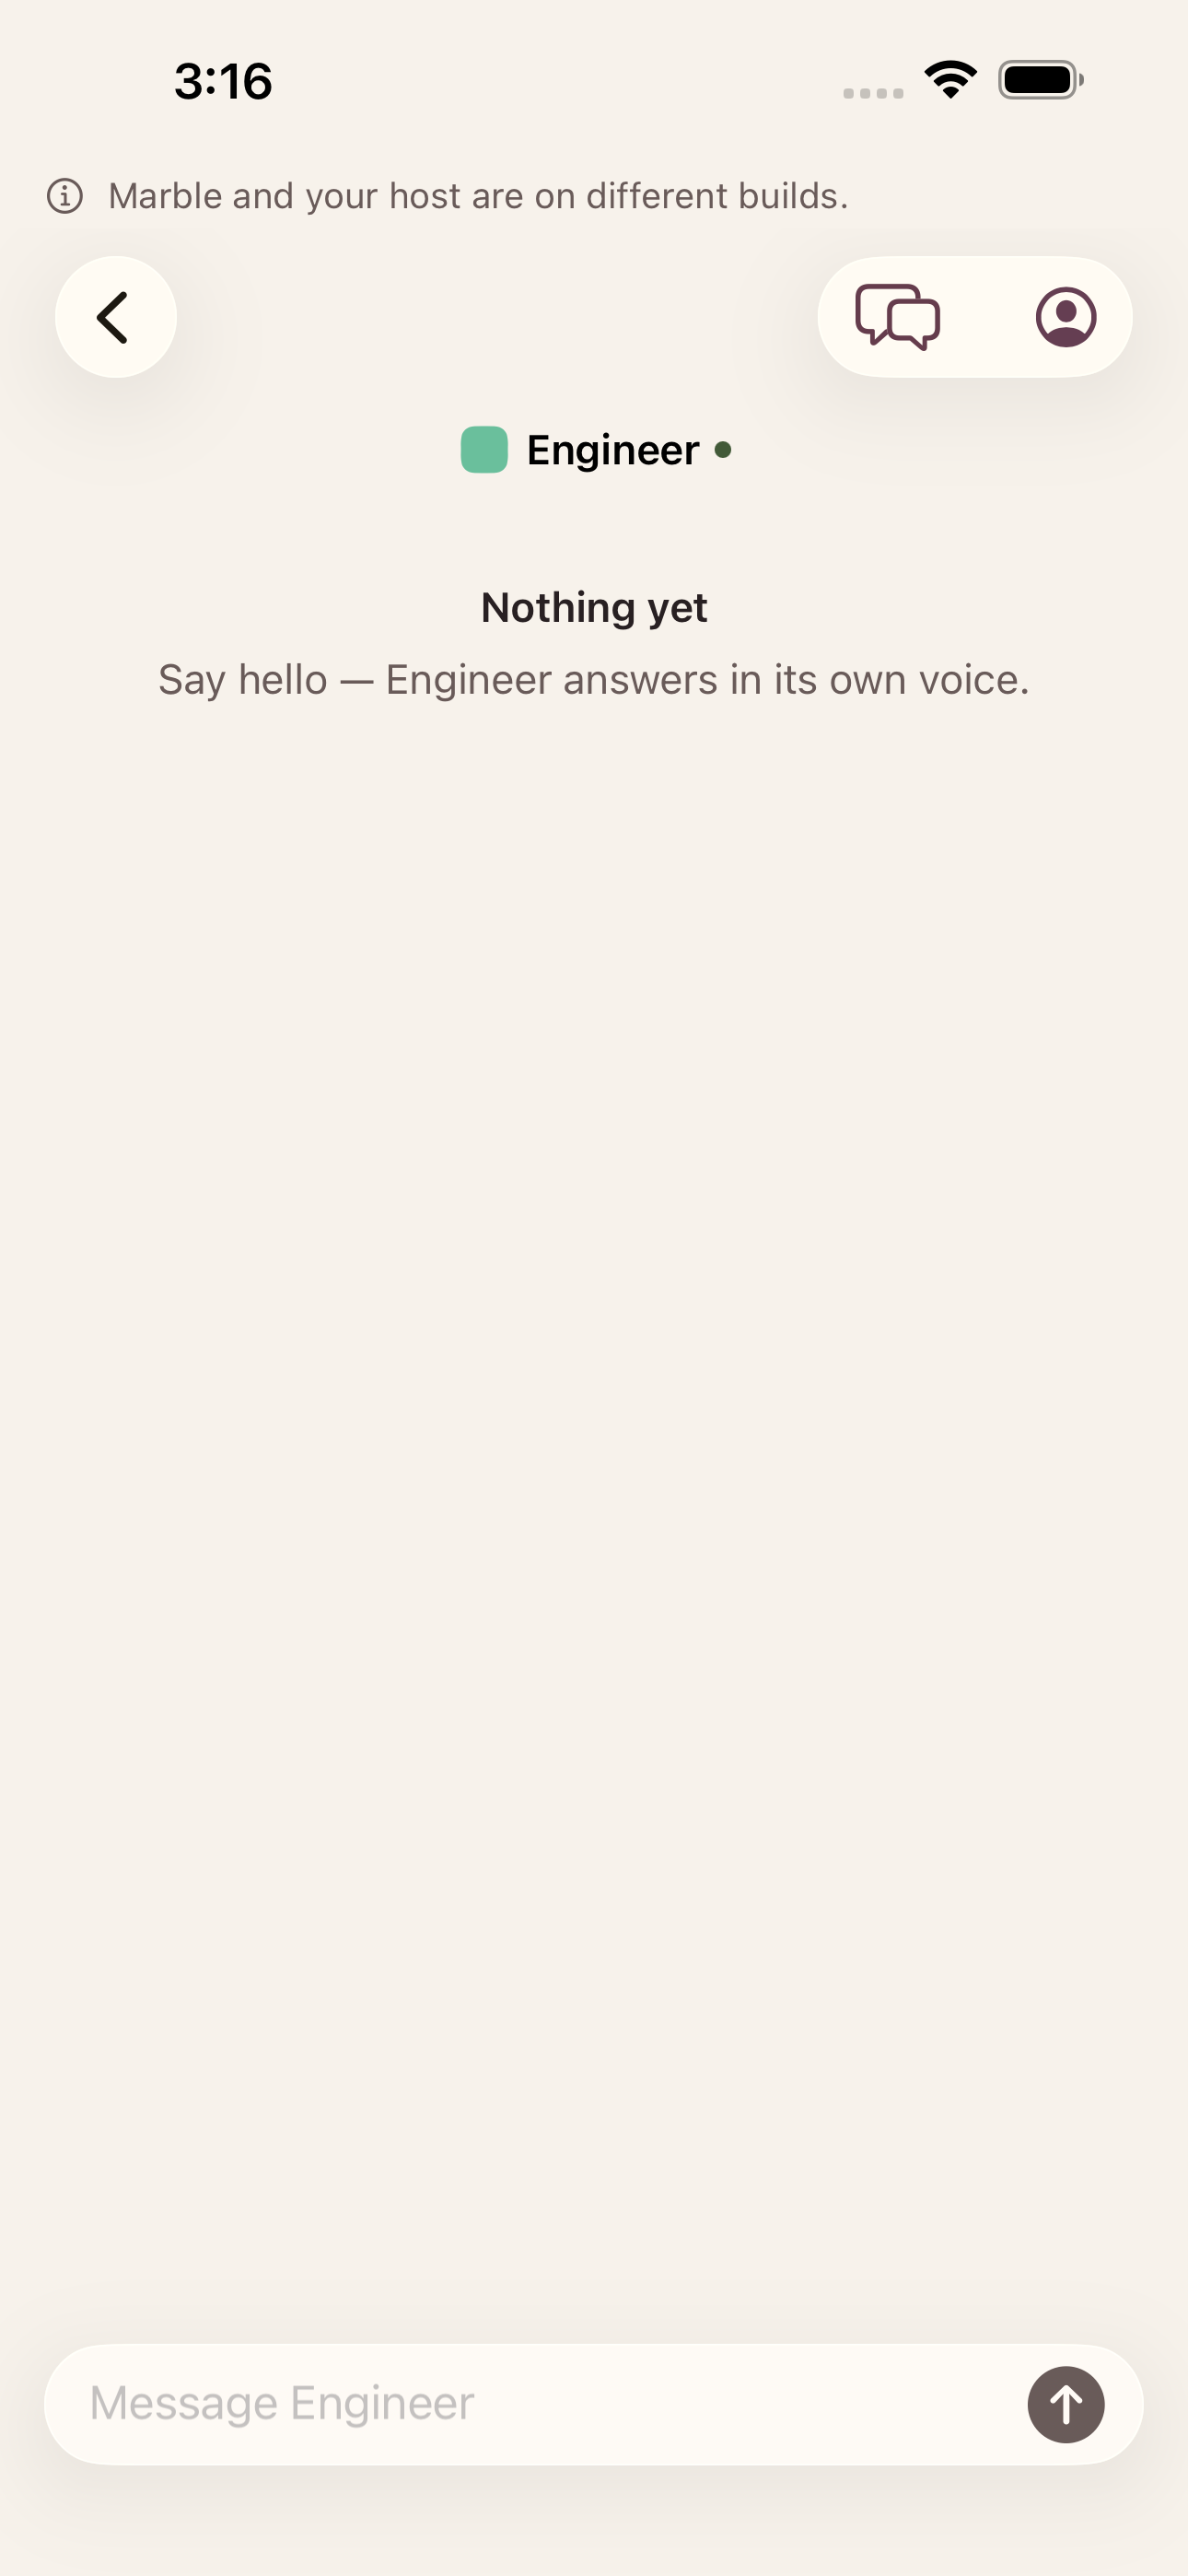 3:16
Marble and your host are on different builds.
Engineer
Nothing yet
Say hello — Engineer answers in its own voice.
Message Engineer